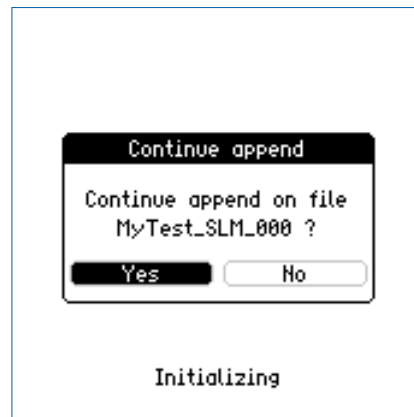 Continue append
Continue append on file
MyTest_SLM_000 ?
Yes No
Initializing